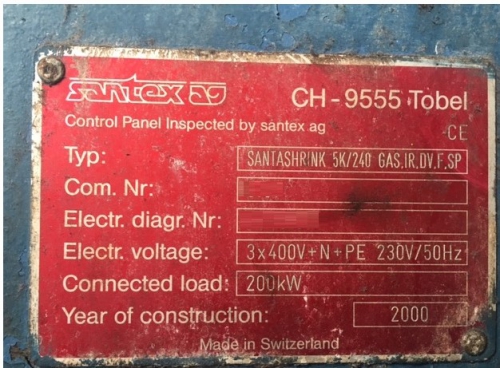 santex ag CH-9555 Tobel
Control Panel Inspected by santex ag CE
Typ: SANTASHRINK 5K/240 GAS.IR.DV.F.SP
Com. Nr:
Electr. diagr. Nr:
Electr. voltage: 3x400V+N+PE 230V/50Hz
Connected load: 200kW
Year of construction: 2000
Made in Switzerland